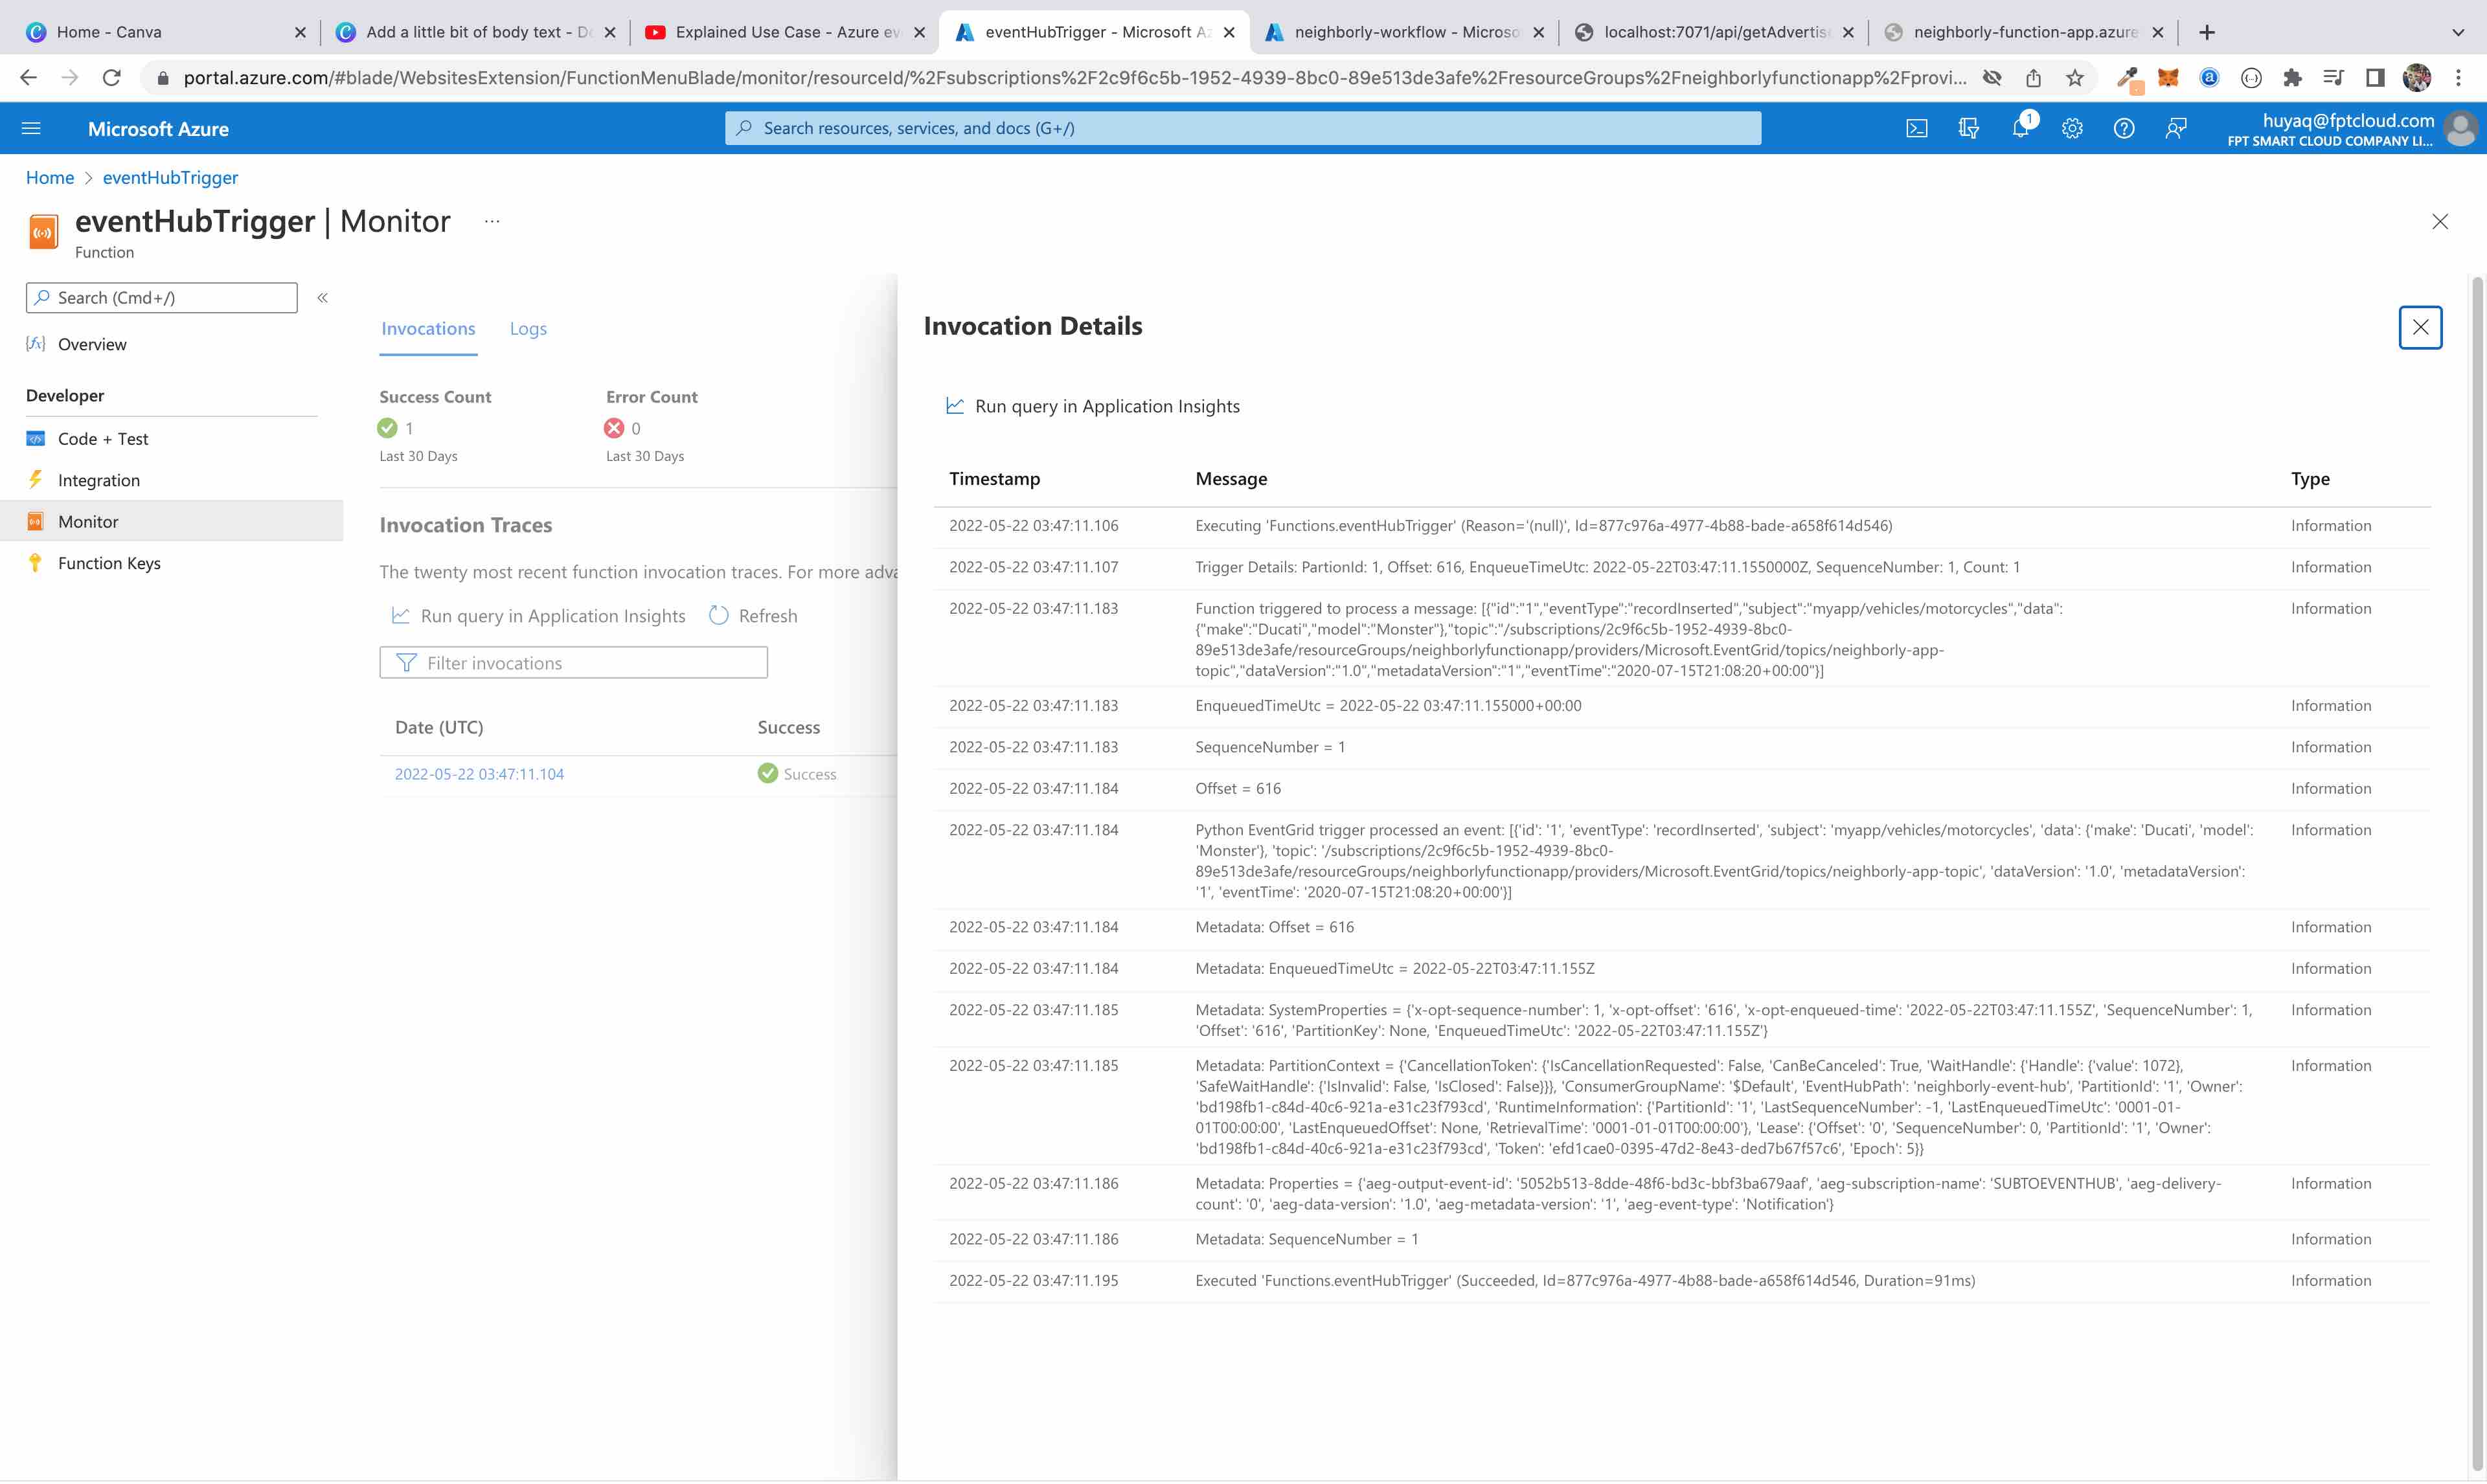 Home - Canva
Add a little bit of body text - De
Explained Use Case - Azure ev
eventHubTrigger - Microsoft Az
neighborly-workflow - Microso
localhost:7071/api/getAdvertise
neighborly-function-app.azure
portal.azure.com/#blade/WebsitesExtension/FunctionMenuBlade/monitor/resourceId/%2Fsubscriptions%2F2c9f6c5b-1952-4939-8bc0-89e513de3afe%2FresourceGroups%2Fneighborlyfunctionapp%2Fprovi...
Microsoft Azure
Search resources, services, and docs (G+/)
1
huyaq@fptcloud.com
FPT SMART CLOUD COMPANY LI...
Home > eventHubTrigger
eventHubTrigger | Monitor ...
Function
Search (Cmd+/)
«
Overview
Developer
Code + Test
Integration
Monitor
Function Keys
Invocations Logs
Success Count Error Count
1 0
Last 30 Days Last 30 Days
Invocation Traces
The twenty most recent function invocation traces. For more adva
Run query in Application Insights Refresh
Filter invocations
Date (UTC) Success
2022-05-22 03:47:11.104 Success
Invocation Details
Run query in Application Insights
Timestamp Message Type
2022-05-22 03:47:11.106 Executing 'Functions.eventHubTrigger' (Reason='(null)', Id=877c976a-4977-4b88-bade-a658f614d546) Information
2022-05-22 03:47:11.107 Trigger Details: PartionId: 1, Offset: 616, EnqueueTimeUtc: 2022-05-22T03:47:11.1550000Z, SequenceNumber: 1, Count: 1 Information
2022-05-22 03:47:11.183 Function triggered to process a message: [{"id":"1","eventType":"recordInserted","subject":"myapp/vehicles/motorcycles","data": Information
{"make":"Ducati","model":"Monster"},"topic":"/subscriptions/2c9f6c5b-1952-4939-8bc0-
89e513de3afe/resourceGroups/neighborlyfunctionapp/providers/Microsoft.EventGrid/topics/neighborly-app-
topic","dataVersion":"1.0","metadataVersion":"1","eventTime":"2020-07-15T21:08:20+00:00"}]
2022-05-22 03:47:11.183 EnqueuedTimeUtc = 2022-05-22 03:47:11.155000+00:00 Information
2022-05-22 03:47:11.183 SequenceNumber = 1 Information
2022-05-22 03:47:11.184 Offset = 616 Information
2022-05-22 03:47:11.184 Python EventGrid trigger processed an event: [{'id': '1', 'eventType': 'recordInserted', 'subject': 'myapp/vehicles/motorcycles', 'data': {'make': 'Ducati', 'model': Information
'Monster'}, 'topic': '/subscriptions/2c9f6c5b-1952-4939-8bc0-
89e513de3afe/resourceGroups/neighborlyfunctionapp/providers/Microsoft.EventGrid/topics/neighborly-app-topic', 'dataVersion': '1.0', 'metadataVersion':
'1', 'eventTime': '2020-07-15T21:08:20+00:00'}]
2022-05-22 03:47:11.184 Metadata: Offset = 616 Information
2022-05-22 03:47:11.184 Metadata: EnqueuedTimeUtc = 2022-05-22T03:47:11.155Z Information
2022-05-22 03:47:11.185 Metadata: SystemProperties = {'x-opt-sequence-number': 1, 'x-opt-offset': '616', 'x-opt-enqueued-time': '2022-05-22T03:47:11.155Z', 'SequenceNumber': 1, Information
'Offset': '616', 'PartitionKey': None, 'EnqueuedTimeUtc': '2022-05-22T03:47:11.155Z'}
2022-05-22 03:47:11.185 Metadata: PartitionContext = {'CancellationToken': {'IsCancellationRequested': False, 'CanBeCanceled': True, 'WaitHandle': {'Handle': {'value': 1072}, Information
'SafeWaitHandle': {'IsInvalid': False, 'IsClosed': False}}}, 'ConsumerGroupName': '$Default', 'EventHubPath': 'neighborly-event-hub', 'PartitionId': '1', 'Owner':
'bd198fb1-c84d-40c6-921a-e31c23f793cd', 'RuntimeInformation': {'PartitionId': '1', 'LastSequenceNumber': -1, 'LastEnqueuedTimeUtc': '0001-01-
01T00:00:00', 'LastEnqueuedOffset': None, 'RetrievalTime': '0001-01-01T00:00:00'}, 'Lease': {'Offset': '0', 'SequenceNumber': 0, 'PartitionId': '1', 'Owner':
'bd198fb1-c84d-40c6-921a-e31c23f793cd', 'Token': 'efd1cae0-0395-47d2-8e43-ded7b67f57c6', 'Epoch': 5}}
2022-05-22 03:47:11.186 Metadata: Properties = {'aeg-output-event-id': '5052b513-8dde-48f6-bd3c-bbf3ba679aaf', 'aeg-subscription-name': 'SUBTOEVENTHUB', 'aeg-delivery- Information
count': '0', 'aeg-data-version': '1.0', 'aeg-metadata-version': '1', 'aeg-event-type': 'Notification'}
2022-05-22 03:47:11.186 Metadata: SequenceNumber = 1 Information
2022-05-22 03:47:11.195 Executed 'Functions.eventHubTrigger' (Succeeded, Id=877c976a-4977-4b88-bade-a658f614d546, Duration=91ms) Information